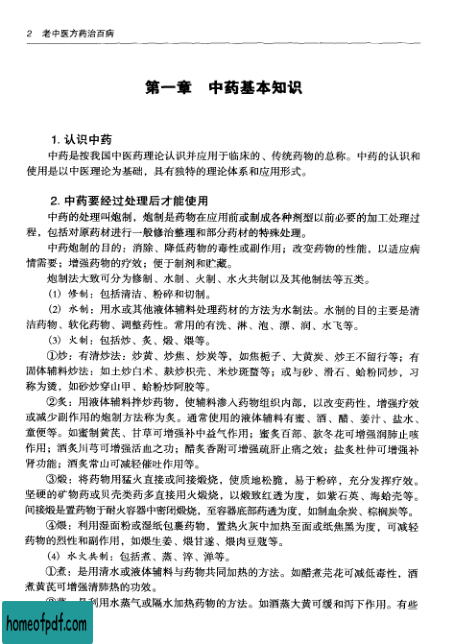 2 老中医方药治百病
第一章 中药基本知识
1. 认识中药
中药是按我国中医药理论认识并应用于临床的、传统药物的总称。中药的认识和
使用是以中医理论为基础，具有独特的理论体系和应用形式。
2. 中药要经过处理后才能使用
中药的处理叫炮制，炮制是药物在应用前或制成各种剂型以前必要的加工处理过
程，包括对原药材进行一般修治整理和部分药材的特殊处理。
中药炮制的目的：消除、降低药物的毒性或副作用；改变药物的性能，以适应病
情需要；增强药物的疗效；便于制剂和贮藏。
炮制法大致可分为修制、水制、火制、水火共制以及其他制法等五类。
(1) 修制：包括清洁、粉碎和切制。
(2) 水制：用水或其他液体辅料处理药材的方法为水制法。水制的目的主要是清
洁药物、软化药物、调整药性。常用的有洗、淋、泡、漂、润、水飞等。
(3) 火制：包括炒、炙、煅、煨等。
①炒：有清炒法：炒黄、炒焦、炒炭等，如焦栀子、大黄炭、炒王不留行等；有
固体辅料炒法：如土炒白术、麸炒枳壳、米炒斑蝥等；或与砂、滑石、蛤粉同炒，习
称为烫，如砂炒穿山甲、蛤粉炒阿胶等。
②炙：用液体辅料拌炒药物，使辅料渗入药物组织内部，以改变药性，增强疗效
或减少副作用的炮制方法称为炙。通常使用的液体辅料有蜜、酒、醋、姜汁、盐水、
童便等。如蜜制黄芪、甘草可增强补中益气作用；蜜炙百部、款冬花可增强润肺止咳
作用；酒炙川芎可增强活血之功；醋炙香附可增强疏肝止痛之效；盐炙杜仲可增强补
肾功能；酒炙常山可减轻催吐作用等。
③煅：将药物用猛火直接或间接煅烧，使质地松脆，易于粉碎，充分发挥疗效。
坚硬的矿物药或贝壳类药多直接用火煅烧，以煅致红透为度，如紫石英、海蛤壳等。
间接煅是置药物于耐火容器中密闭煅烧，至容器底部药透为度，如制血余炭、棕榈炭等。
④煨：利用湿面粉或湿纸包裹药物，置热火灰中加热至面或纸焦黑为度，可减轻
药物的烈性和副作用，如煨生姜、煨甘遂、煨肉豆蔻等。
(4) 水火共制：包括煮、蒸、淬、渖等。
①煮：是用清水或液体辅料与药物共同加热的方法。如醋煮芫花可减低毒性，酒
煮黄芪可增强清肺热的功效。
利用水蒸气或隔水加热药物的方法。如酒蒸大黄可缓和泻下作用。有些
homeofpdf.com